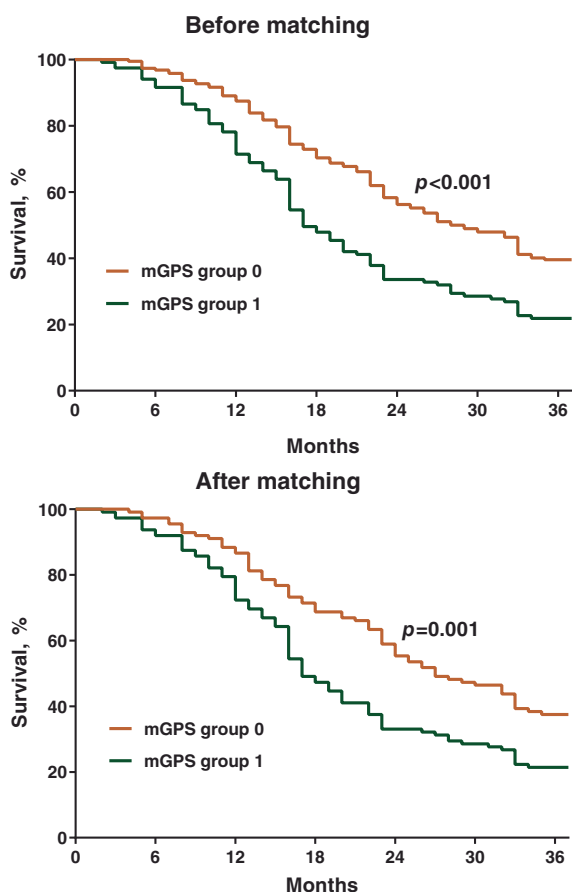 Before matching
100
80
60
40
20
0
Survival, %
p<0.001
mGPS group 0
mGPS group 1
0 6 12 18 24 30 36
Months
After matching
100
80
60
40
20
0
Survival, %
p=0.001
mGPS group 0
mGPS group 1
0 6 12 18 24 30 36
Months